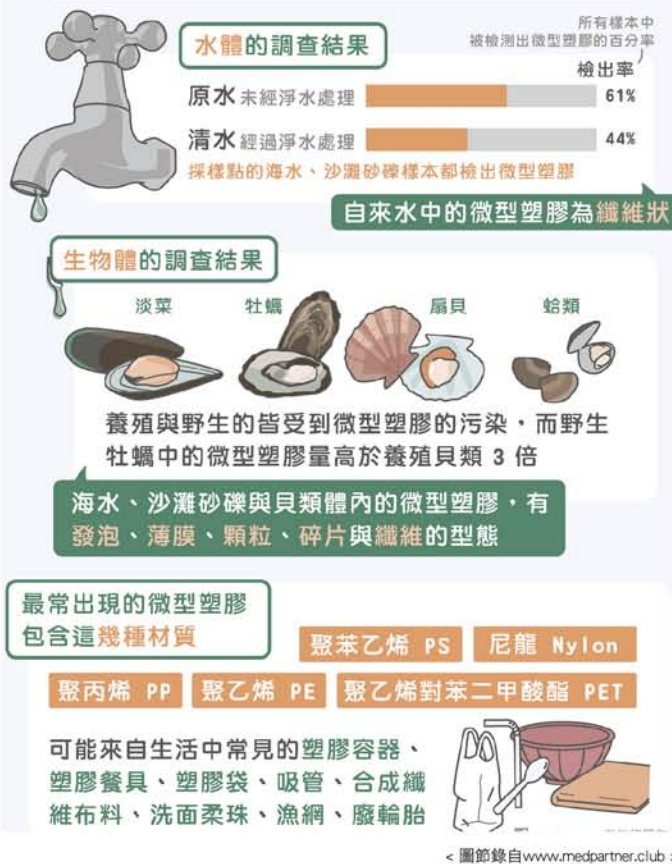 水體的調查結果
所有樣本中
被檢測出微型塑膠的百分率
檢出率
原水 未經淨水處理 61%
清水 經過淨水處理 44%
採樣點的海水、沙灘砂礫樣本都檢出微型塑膠
自來水中的微型塑膠為纖維狀
生物體的調查結果
淡菜 牡蠣 扇貝 蛤類
養殖與野生的皆受到微型塑膠的污染，而野生
牡蠣中的微型塑膠量高於養殖貝類 3 倍
海水、沙灘砂礫與貝類體內的微型塑膠，有
發泡、薄膜、顆粒、碎片與纖維的型態
最常出現的微型塑膠
包含這幾種材質
聚苯乙烯 PS 尼龍 Nylon
聚丙烯 PP 聚乙烯 PE 聚乙烯對苯二甲酸酯 PET
可能來自生活中常見的塑膠容器、
塑膠餐具、塑膠袋、吸管、合成纖
維布料、洗面柔珠、漁網、廢輪胎
< 圖節錄自www.medpartner.club